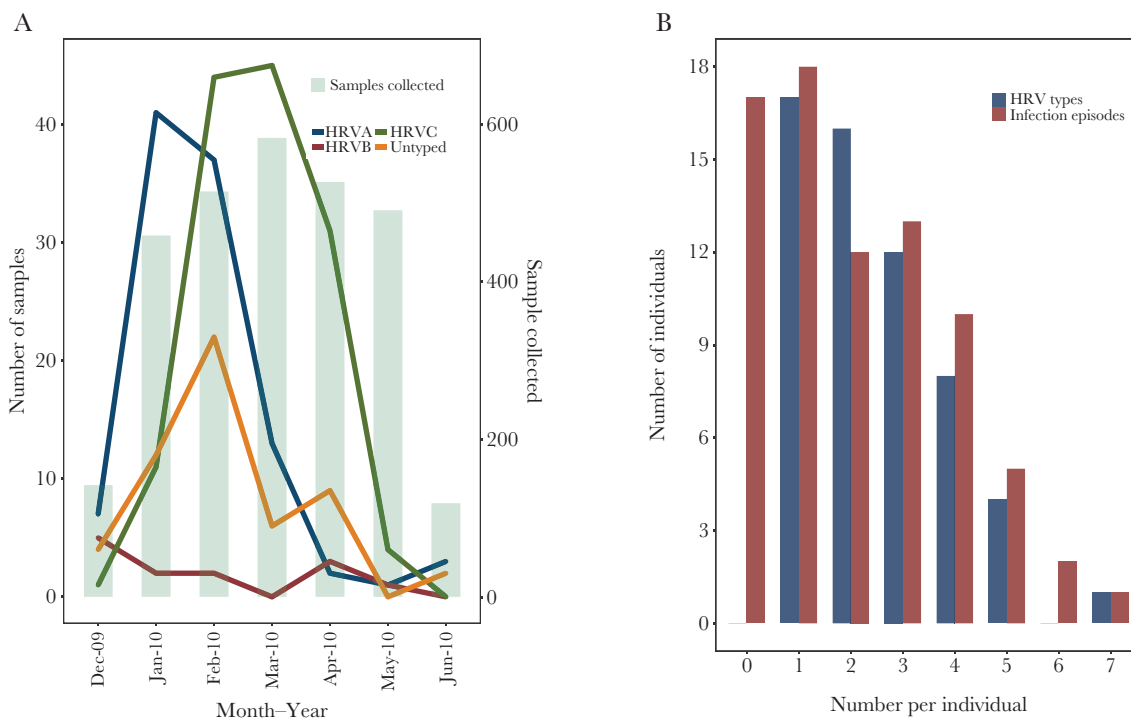 A
Samples collected
HRVA
HRVC
HRVB
Untyped
Number of samples
40
30
20
10
0
Sample collected
600
400
200
0
Dec-09
Jan-10
Feb-10
Mar-10
Apr-10
May-10
Jun-10
Month–Year
B
HRV types
Infection episodes
Number of individuals
18
15
12
9
6
3
0
0 1 2 3 4 5 6 7
Number per individual